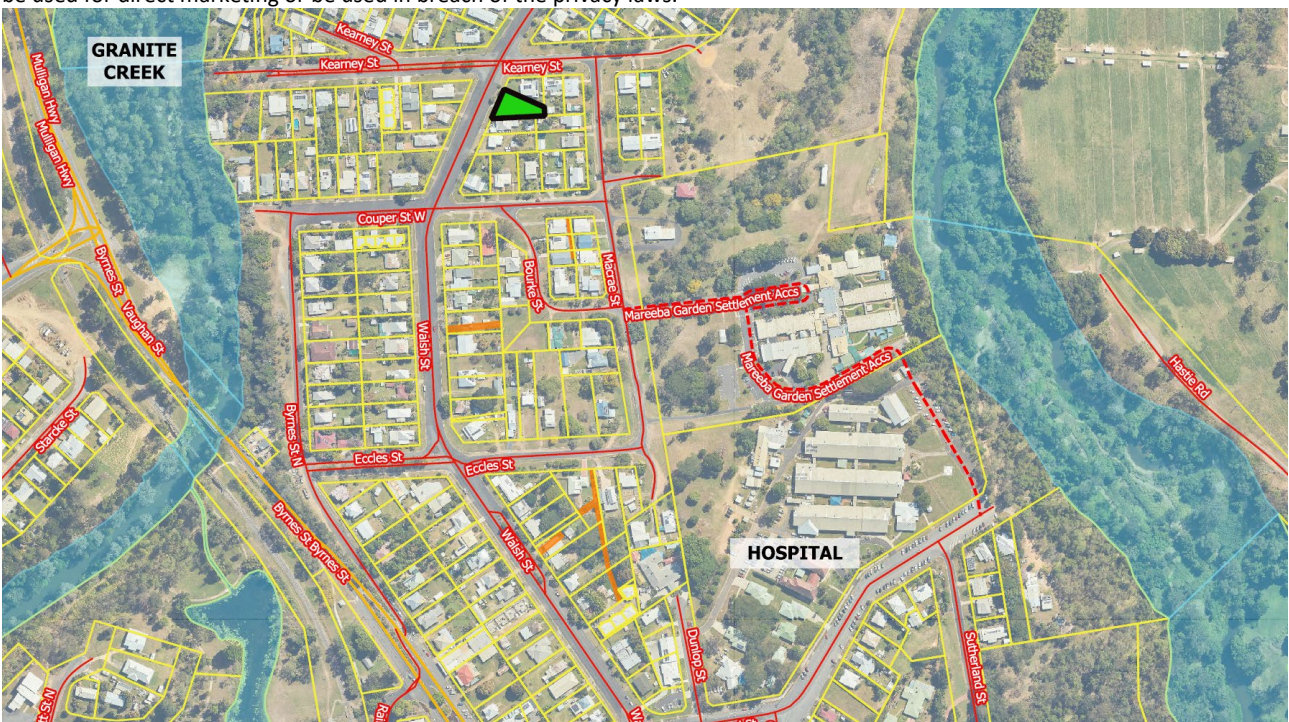 be used for direct marketing or be used in breach of the privacy laws.
GRANITE
CREEK
Kearney St
Kearney St
Kearney St
Mulligan Hwy
Mulligan Hwy
Couper St W
Byrnes St
Vaughan St
Bourke St
Macrae St
Mareeba Garden Settlement Accs
Walsh St
Mareeba Garden Settlement Accs
Hastie Rd
Starcke St
Byrnes St N
Eccles St
Eccles St
Byrnes St
Byrnes St
Walsh St
HOSPITAL
Dunlop St
Sutherland St